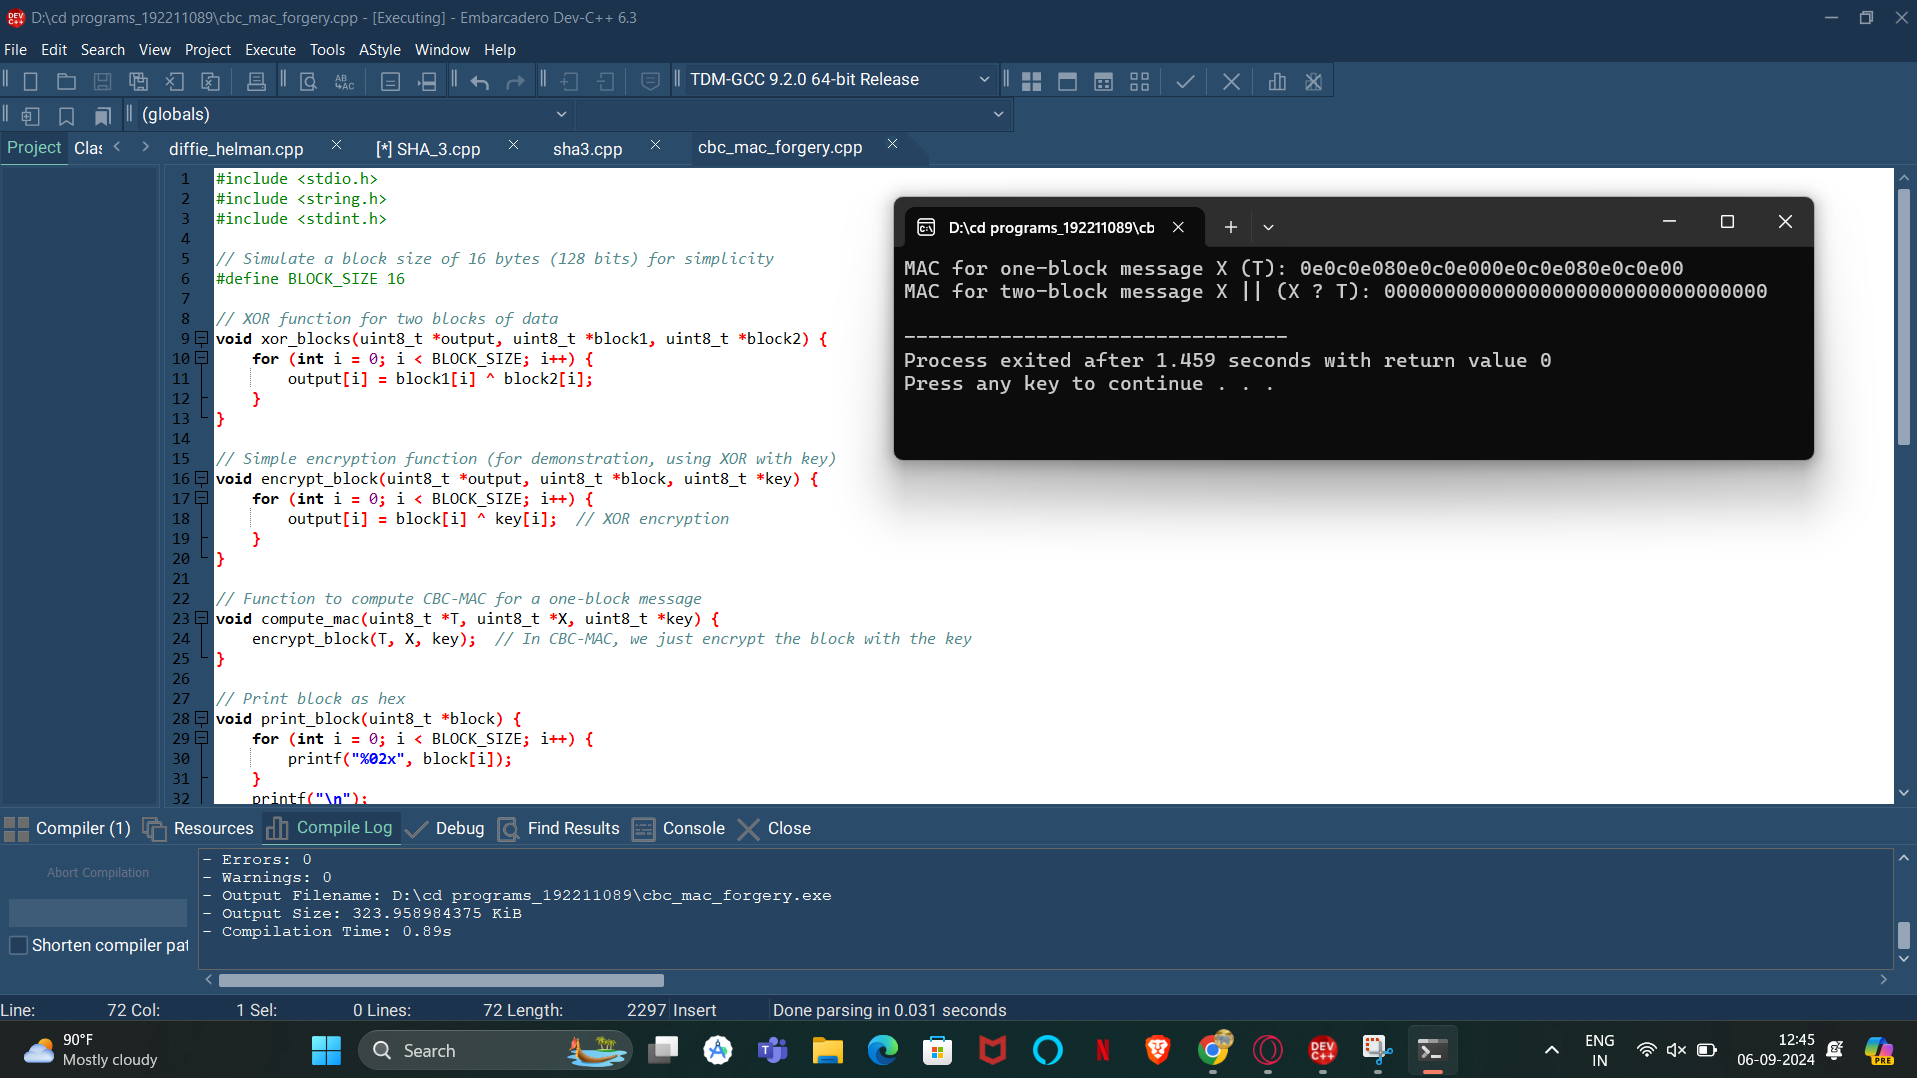 D:\cd programs_192211089\cbc_mac_forgery.cpp - [Executing] - Embarcadero Dev-C++ 6.3
File Edit Search View Project Execute Tools AStyle Window Help
TDM-GCC 9.2.0 64-bit Release
(globals)
Project Clas diffie_helman.cpp [*] SHA_3.cpp sha3.cpp cbc_mac_forgery.cpp
1 #include <stdio.h>
2 #include <string.h>
3 #include <stdint.h>
4
5 // Simulate a block size of 16 bytes (128 bits) for simplicity
6 #define BLOCK_SIZE 16
7
8 // XOR function for two blocks of data
9 void xor_blocks(uint8_t *output, uint8_t *block1, uint8_t *block2) {
10 for (int i = 0; i < BLOCK_SIZE; i++) {
11 output[i] = block1[i] ^ block2[i];
12 }
13 }
14
15 // Simple encryption function (for demonstration, using XOR with key)
16 void encrypt_block(uint8_t *output, uint8_t *block, uint8_t *key) {
17 for (int i = 0; i < BLOCK_SIZE; i++) {
18 output[i] = block[i] ^ key[i]; // XOR encryption
19 }
20 }
21
22 // Function to compute CBC-MAC for a one-block message
23 void compute_mac(uint8_t *T, uint8_t *X, uint8_t *key) {
24 encrypt_block(T, X, key); // In CBC-MAC, we just encrypt the block with the key
25 }
26
27 // Print block as hex
28 void print_block(uint8_t *block) {
29 for (int i = 0; i < BLOCK_SIZE; i++) {
30 printf("%02x", block[i]);
31 }
32 printf("\n");
D:\cd programs_192211089\cb
MAC for one-block message X (T): 0e0c0e080e0c0e000e0c0e080e0c0e00
MAC for two-block message X || (X ? T): 00000000000000000000000000000000
--------------------------------
Process exited after 1.459 seconds with return value 0
Press any key to continue . . .
Compiler (1) Resources Compile Log Debug Find Results Console Close
Abort Compilation
Shorten compiler pat
- Errors: 0
- Warnings: 0
- Output Filename: D:\cd programs_192211089\cbc_mac_forgery.exe
- Output Size: 323.958984375 KiB
- Compilation Time: 0.89s
Line: 72 Col: 1 Sel: 0 Lines: 72 Length: 2297 Insert Done parsing in 0.031 seconds
90°F
Mostly cloudy
Search
ENG
IN
12:45
06-09-2024